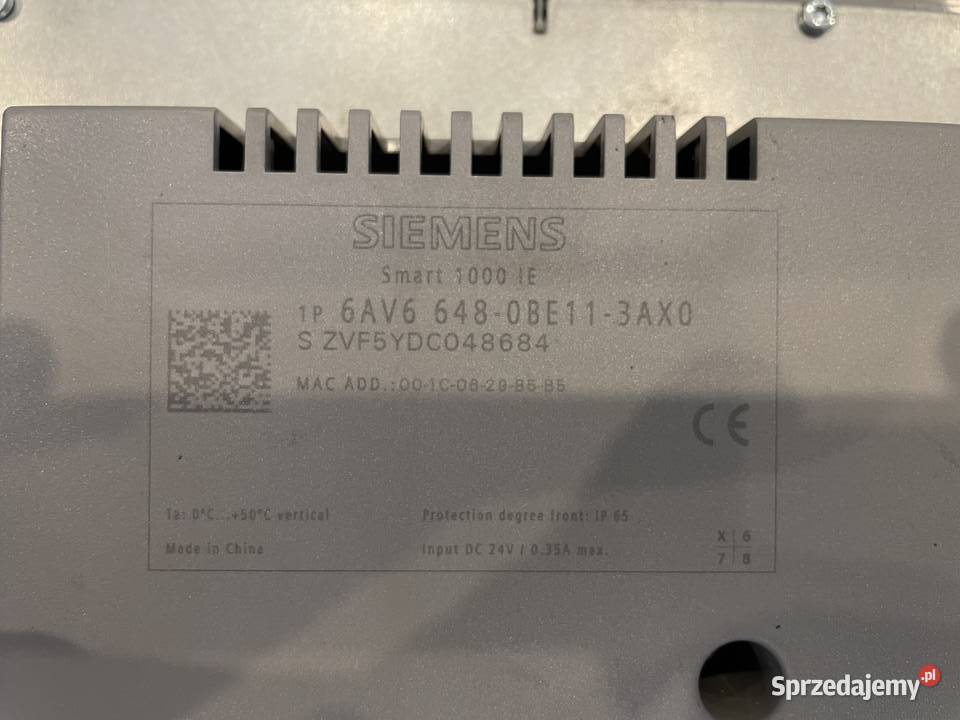 SIEMENS
Smart 1000 IE
1P 6AV6 648-0BE11-3AX0
S ZVF5YDC048684
MAC ADD.:00-1C-06-29-B5-B5
CE
Ta: 0°C...+50°C vertical
Protection degree front: IP 65
Made in China
Input DC 24V / 0.35A max.
X 6
7 8
Sprzedajemy.pl